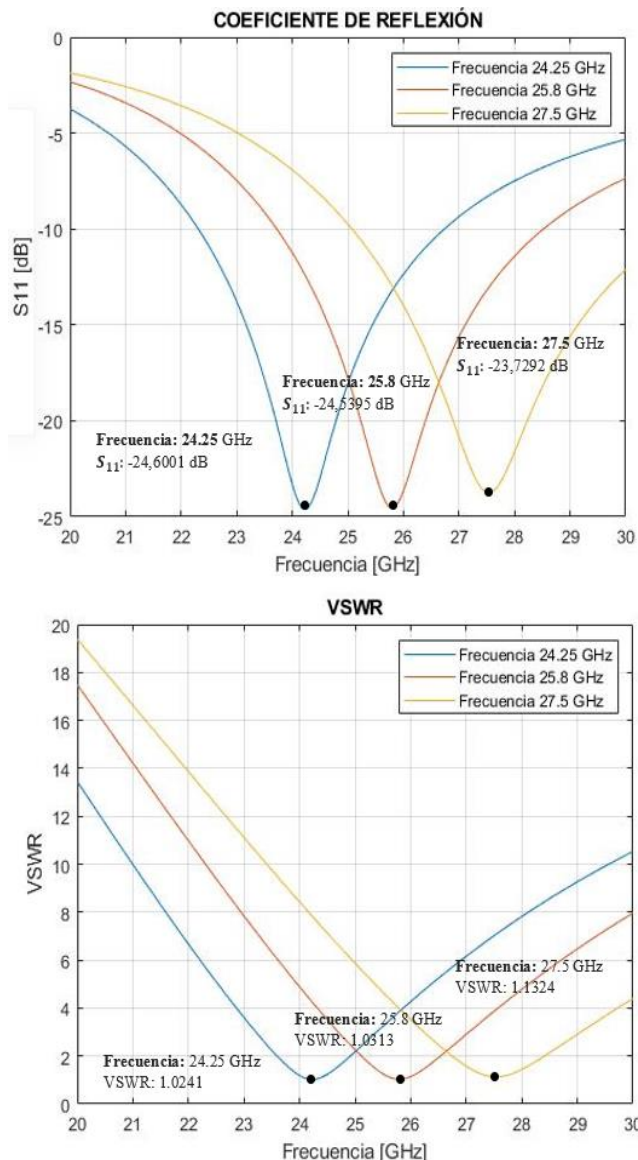 COEFICIENTE DE REFLEXIÓN
0
-5
-10
-15
-20
-25
S11 [dB]
Frecuencia 24.25 GHz
Frecuencia 25.8 GHz
Frecuencia 27.5 GHz
Frecuencia: 27.5 GHz
S11: -23,7292 dB
Frecuencia: 25.8 GHz
S11: -24,5395 dB
Frecuencia: 24.25 GHz
S11: -24,6001 dB
20 21 22 23 24 25 26 27 28 29 30
Frecuencia [GHz]
VSWR
20
18
16
14
12
10
8
6
4
2
0
VSWR
Frecuencia 24.25 GHz
Frecuencia 25.8 GHz
Frecuencia 27.5 GHz
Frecuencia: 27.5 GHz
VSWR: 1.1324
Frecuencia: 25.8 GHz
VSWR: 1.0313
Frecuencia: 24.25 GHz
VSWR: 1.0241
20 21 22 23 24 25 26 27 28 29 30
Frecuencia [GHz]